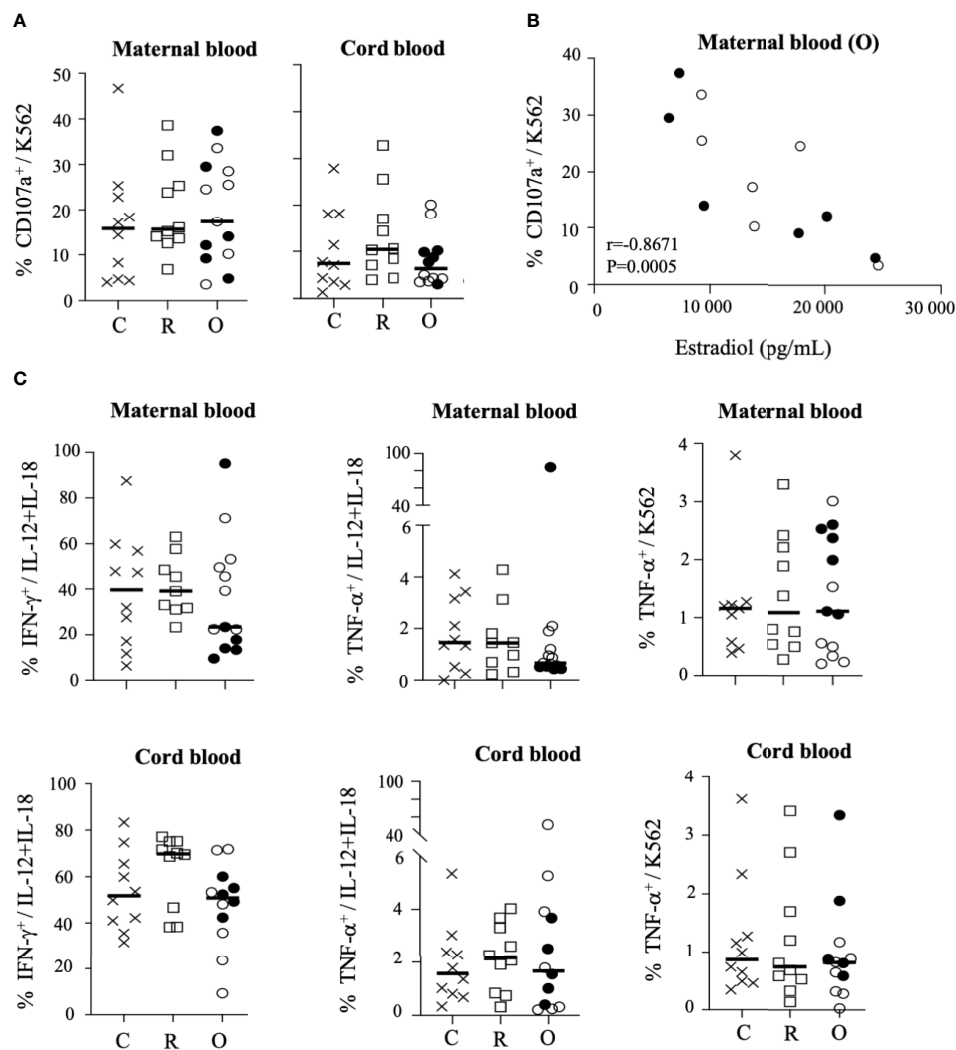 A
Maternal blood
Cord blood
% CD107a+ / K562
50
40
30
20
10
0
C R O
C R O
B
Maternal blood (O)
% CD107a+ / K562
40
30
20
10
0
r=-0.8671
P=0.0005
0 10 000 20 000 30 000
Estradiol (pg/mL)
C
Maternal blood
% IFN-γ+ / IL-12+IL-18
100
80
60
40
20
0
Maternal blood
% TNF-α+ / IL-12+IL-18
100
40
6
4
2
0
Maternal blood
% TNF-α+ / K562
4
3
2
1
0
Cord blood
% IFN-γ+ / IL-12+IL-18
100
80
60
40
20
0
C R O
Cord blood
% TNF-α+ / IL-12+IL-18
100
40
6
4
2
0
C R O
Cord blood
% TNF-α+ / K562
4
3
2
1
0
C R O